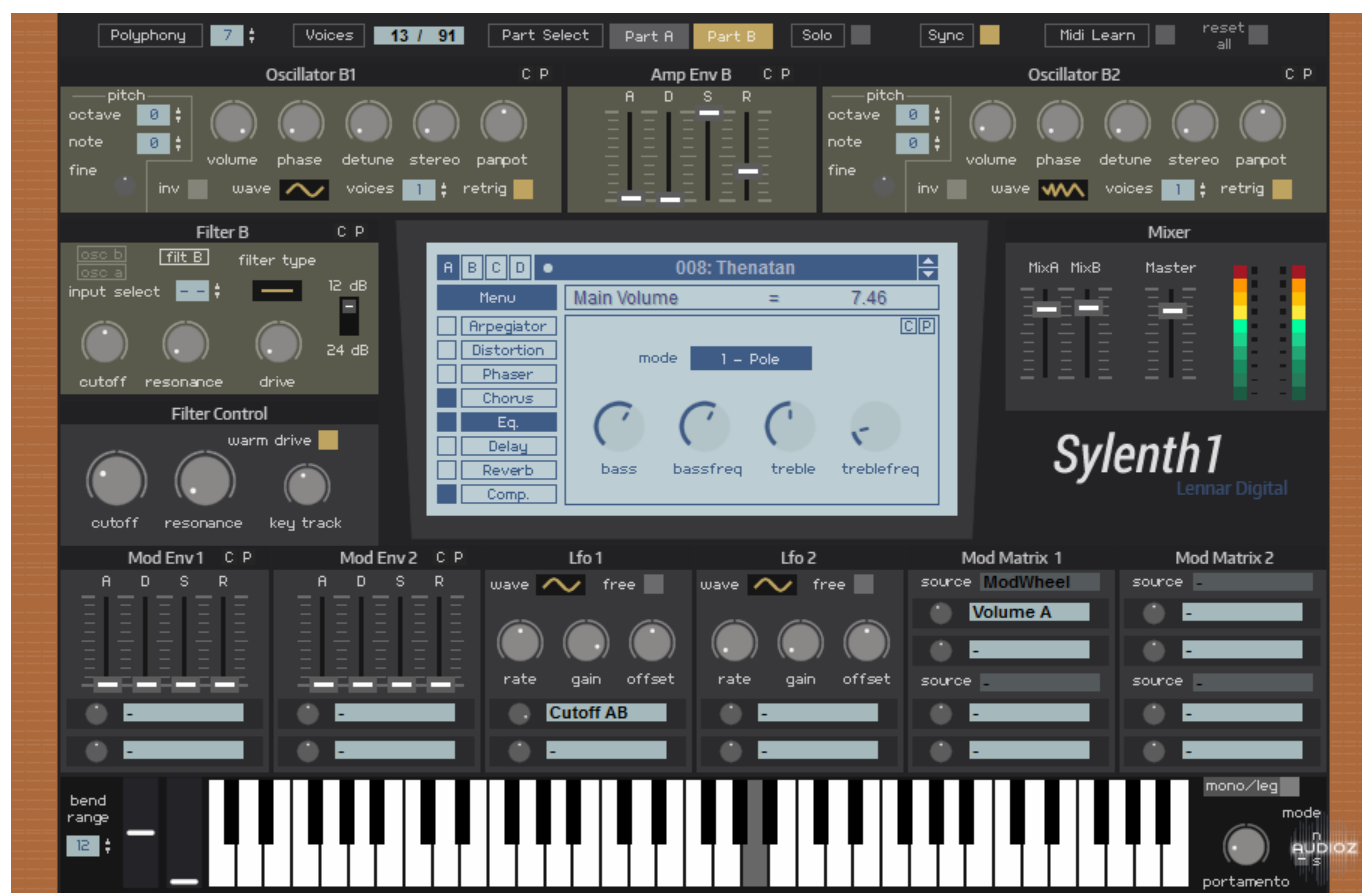 Polyphony 7 Voices 13 / 91 Part Select Part A Part B Solo Sync Midi Learn reset all
Oscillator B1 C P
pitch
octave 0
note 0
fine
volume phase detune stereo panpot
inv wave voices 1 retrig
Amp Env B C P
A D S R
Oscillator B2 C P
pitch
octave 0
note 0
fine
volume phase detune stereo panpot
inv wave voices 1 retrig
Filter B C P
osc b
osc a
filt B
filter type
input select --
12 dB
24 dB
cutoff resonance drive
Filter Control
warm drive
cutoff resonance key track
A B C D 008: Thenatan
Menu
Main Volume = 7.46
Arpegiator
Distortion
Phaser
Chorus
Eq.
Delay
Reverb
Comp.
C P
mode 1 - Pole
bass bassfreq treble treblefreq
Mixer
MixA MixB Master
Sylenth1
Lennar Digital
Mod Env 1 C P
A D S R
-
-
Mod Env 2 C P
A D S R
-
-
Lfo 1
wave free
rate gain offset
Cutoff AB
-
Lfo 2
wave free
rate gain offset
-
-
Mod Matrix 1
source ModWheel
Volume A
-
source -
-
-
Mod Matrix 2
source -
-
-
source -
-
-
bend
range
12
mono/leg
mode
portamento
AUDIOZ